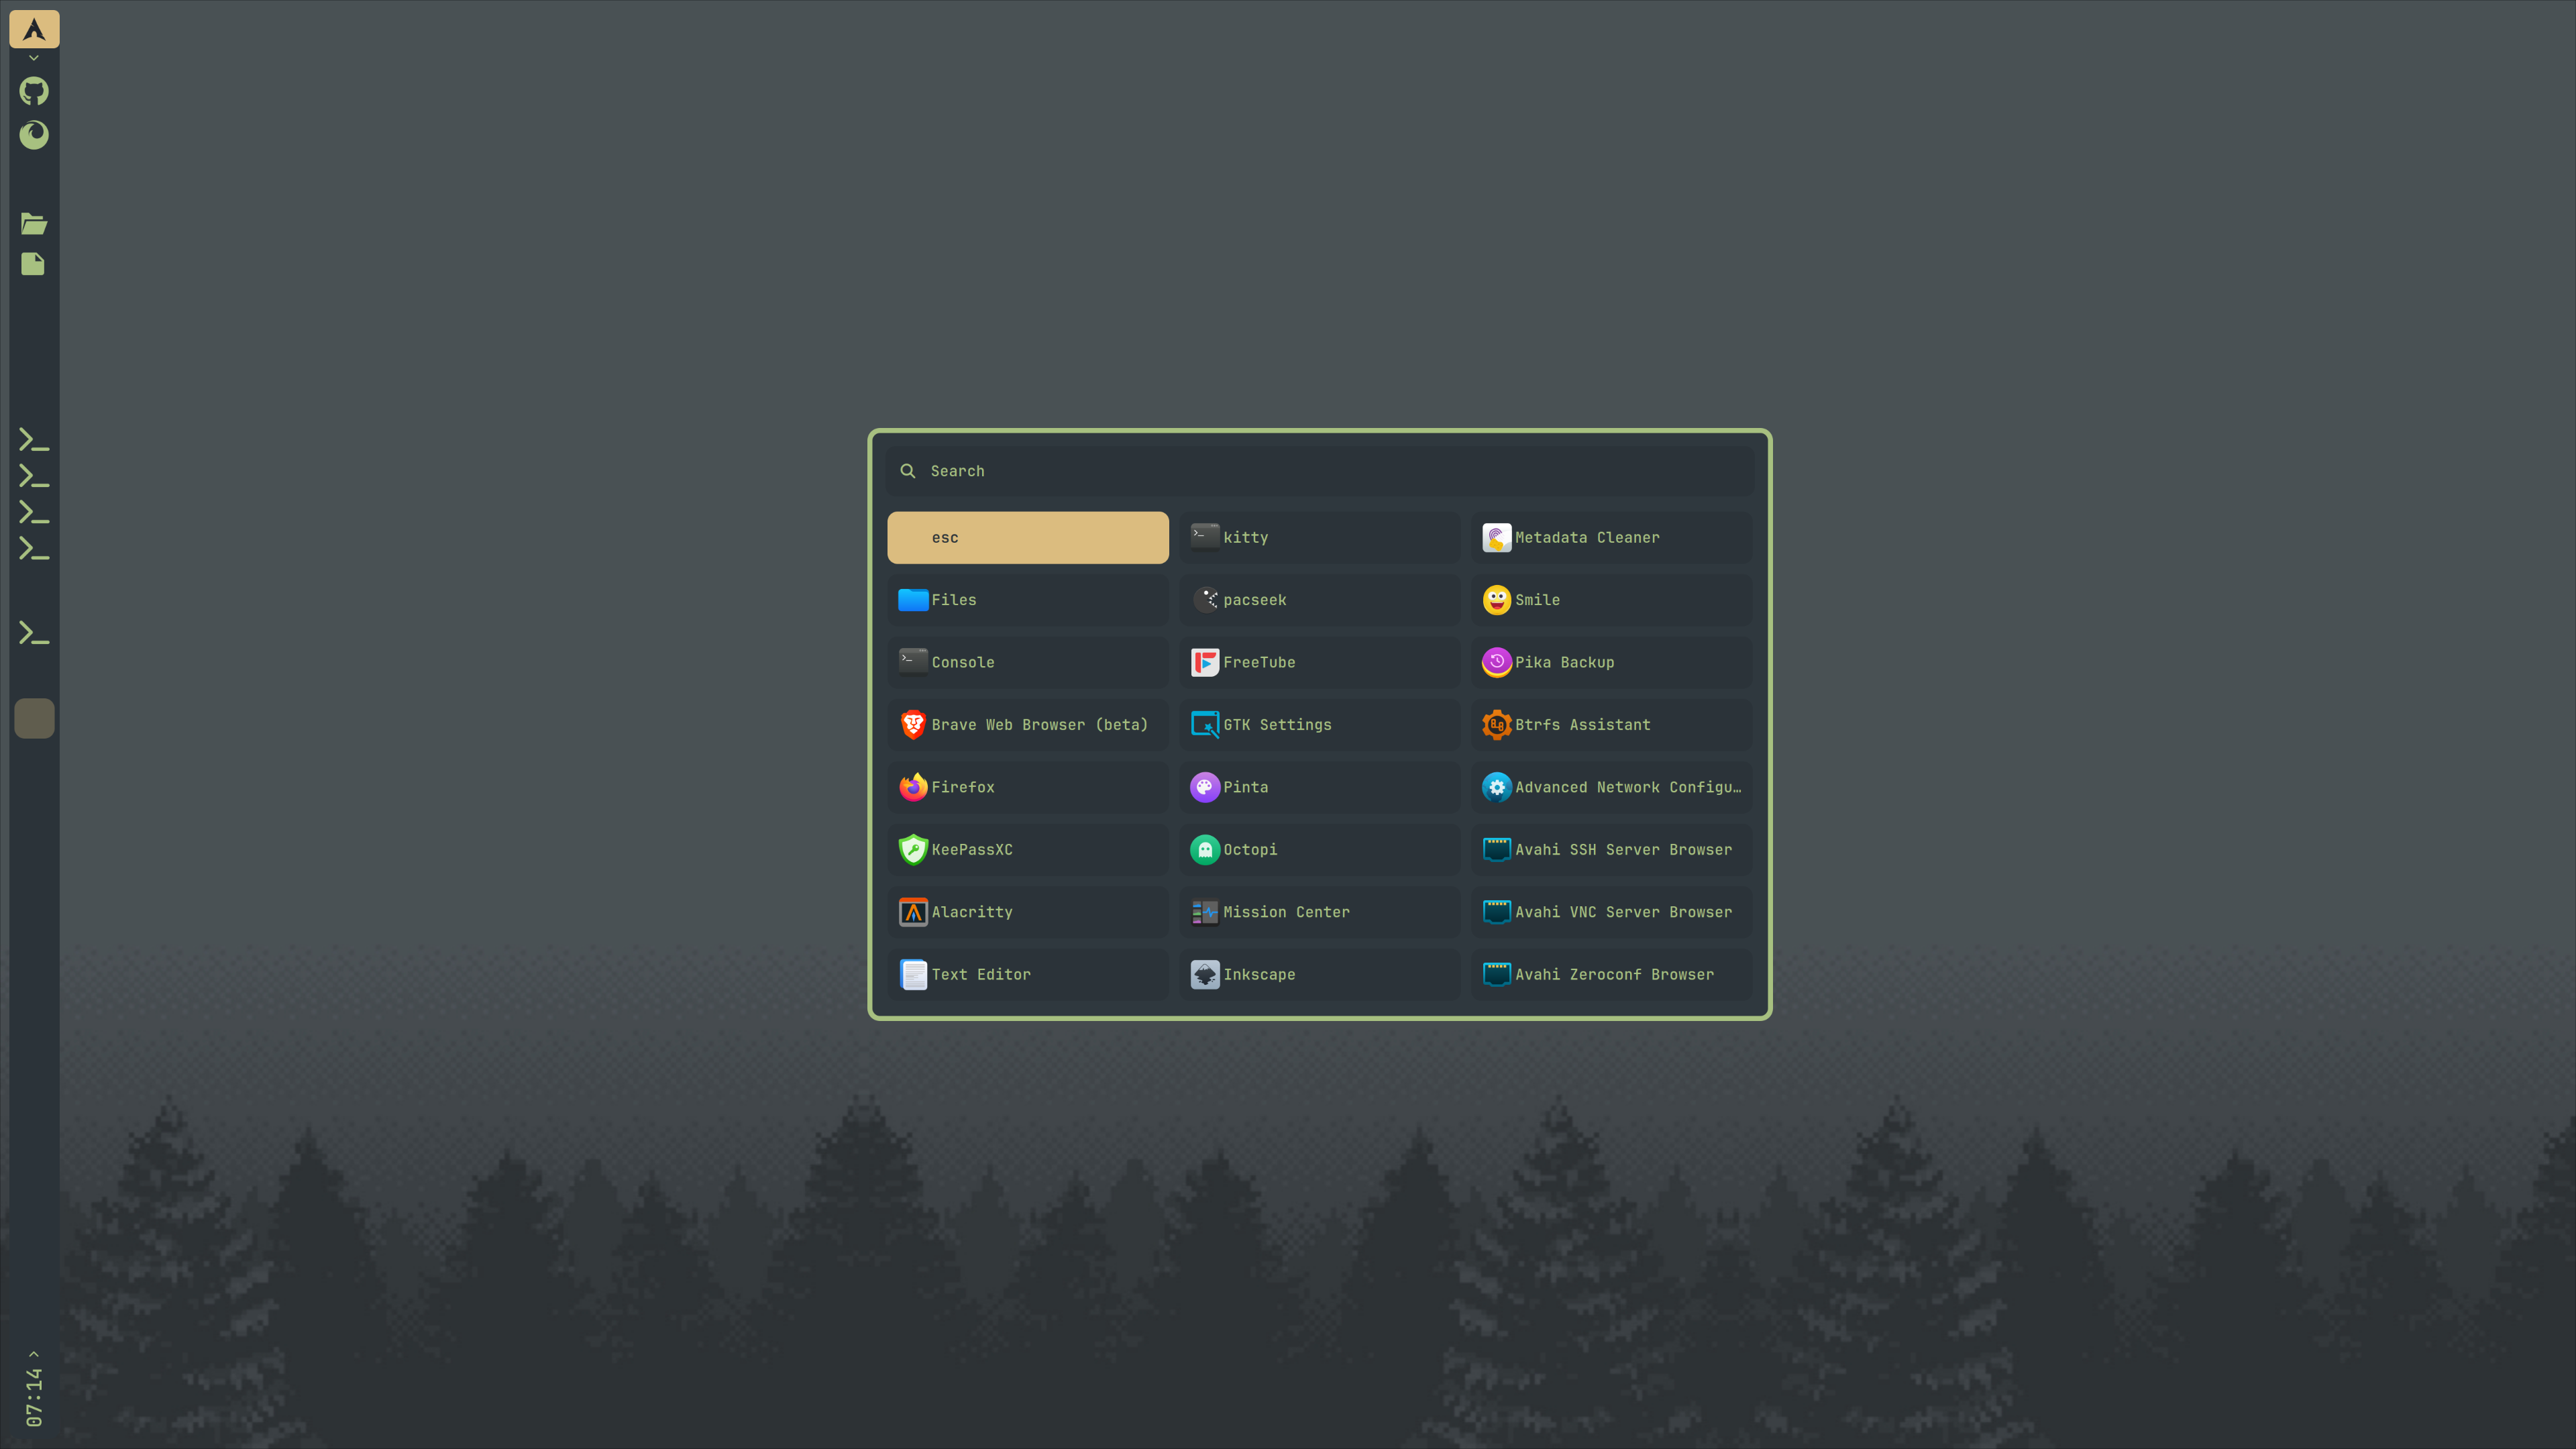 Search
esc
kitty
Metadata Cleaner
Files
pacseek
Smile
Console
FreeTube
Pika Backup
Brave Web Browser (beta)
GTK Settings
Btrfs Assistant
Firefox
Pinta
Advanced Network Configu…
KeePassXC
Octopi
Avahi SSH Server Browser
Alacritty
Mission Center
Avahi VNC Server Browser
Text Editor
Inkscape
Avahi Zeroconf Browser
07:14